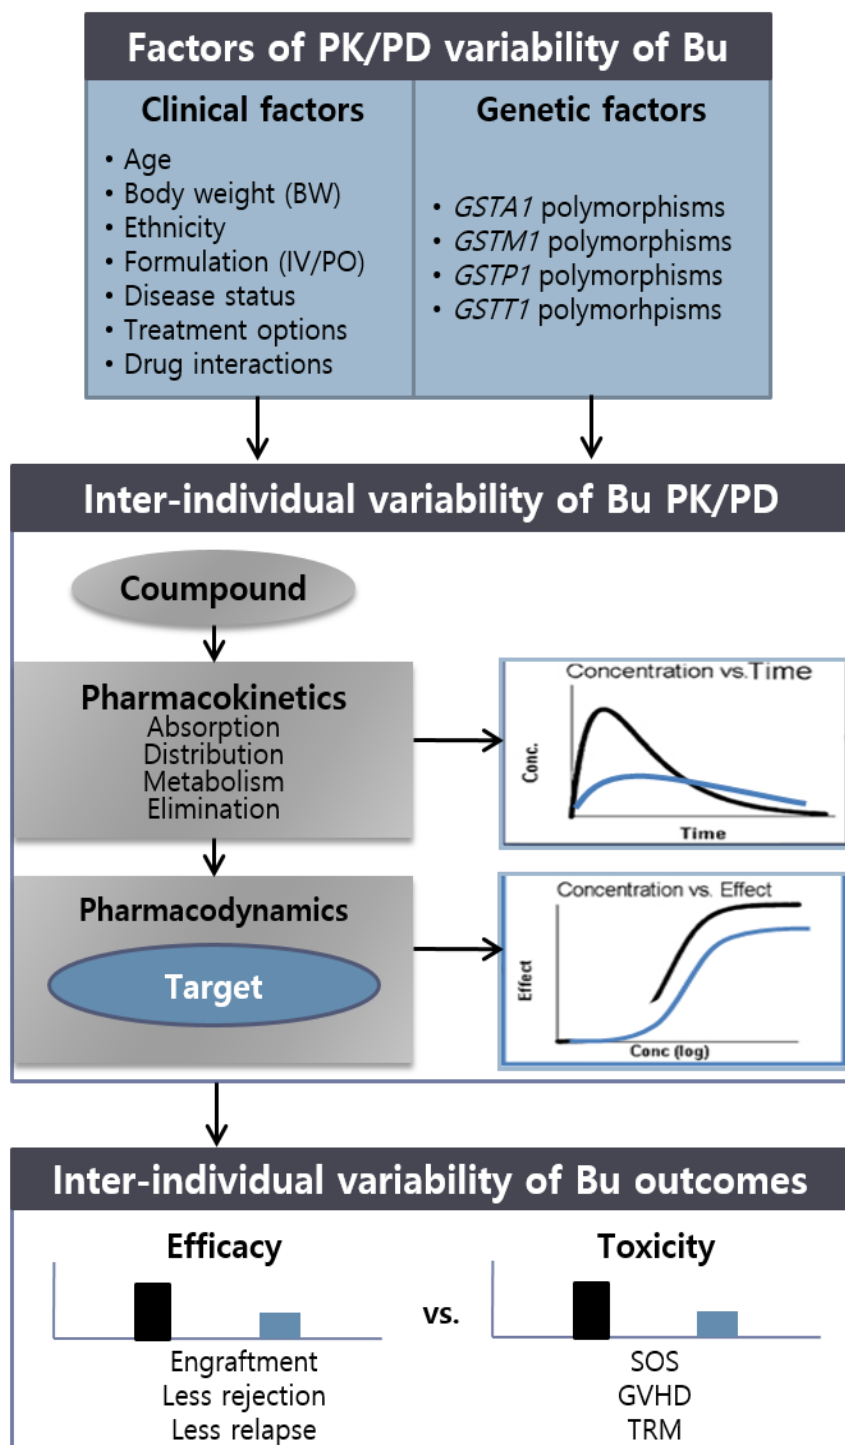 Factors of PK/PD variability of Bu
Clinical factors
• Age
• Body weight (BW)
• Ethnicity
• Formulation (IV/PO)
• Disease status
• Treatment options
• Drug interactions
Genetic factors
• GSTA1 polymorphisms
• GSTM1 polymorphisms
• GSTP1 polymorphisms
• GSTT1 polymorhpisms
Inter-individual variability of Bu PK/PD
Coumpound
Pharmacokinetics
Absorption
Distribution
Metabolism
Elimination
Concentration vs.Time
Conc.
Time
Pharmacodynamics
Target
Concentration vs. Effect
Effect
Conc (log)
Inter-individual variability of Bu outcomes
Efficacy
Engraftment
Less rejection
Less relapse
vs.
Toxicity
SOS
GVHD
TRM